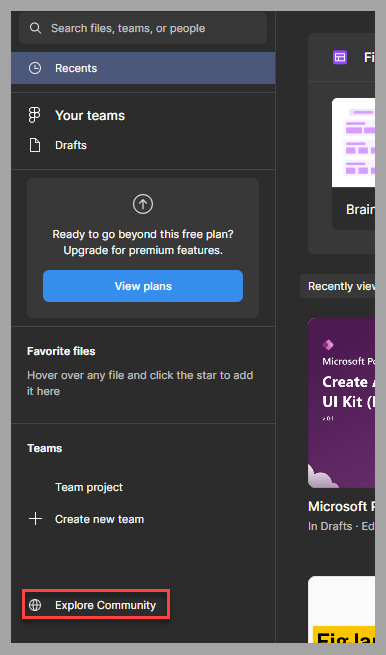 Search files, teams, or people
Recents
Your teams
Drafts
Ready to go beyond this free plan?
Upgrade for premium features.
View plans
Favorite files
Hover over any file and click the star to add
it here
Teams
Team project
Create new team
Explore Community
Fi
Brain
Recently view
Microsoft Po
Create A
UI Kit (
v 0.1
Microsoft P
In Drafts · Ed
FigJam